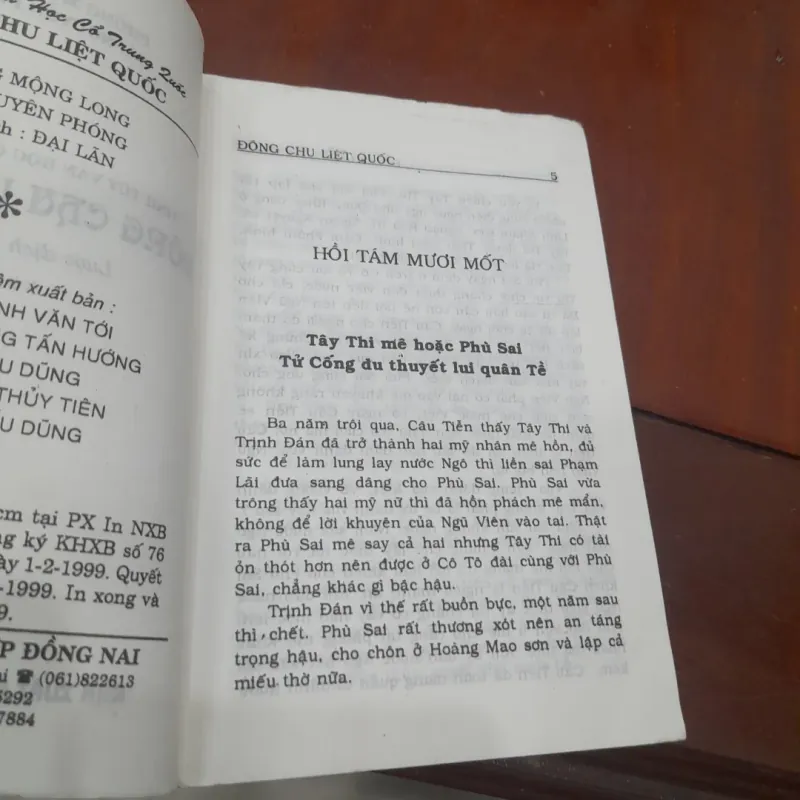 Học Cổ Trung Quốc
CHU LIỆT QUỐC
MỘNG LONG
UYÊN PHÓNG
: ĐẠI LÃN
*
xuất bản :
VĂN TỚI
TẤN HƯỚNG
DŨNG
THỦY TIÊN
DŨNG
cm tại PX In NXB
ký KHXB số 76
1-2-1999. Quyết
-1999. In xong và
9.
ĐỒNG NAI
☎ (061)822613
5292
7884
ĐÔNG CHU LIỆT QUỐC
5
HỒI TÁM MƯƠI MỐT
Tây Thi mê hoặc Phù Sai
Tử Cống du thuyết lui quân Tề
Ba năm trôi qua, Câu Tiễn thấy Tây Thi và
Trịnh Đán đã trở thành hai mỹ nhân mê hồn, đủ
sức để làm lung lay nước Ngô thì liền sai Phạm
Lãi đưa sang dâng cho Phù Sai. Phù Sai vừa
trông thấy hai mỹ nữ thì đã hồn phách mê mẩn,
không để lời khuyên của Ngũ Viên vào tai. Thật
ra Phù Sai mê say cả hai nhưng Tây Thi có tài
ỏn thót hơn nên được ở Cô Tô đài cùng với Phù
Sai, chẳng khác gì bậc hậu.
Trịnh Đán vì thế rất buồn bực, một năm sau
thì chết. Phù Sai rất thương xót nên an táng
trọng hậu, cho chôn ở Hoàng Mao sơn và lập cả
miếu thờ nữa.